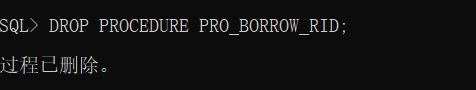 SQL> DROP PROCEDURE PRO_BORROW_RID;
过程已删除。